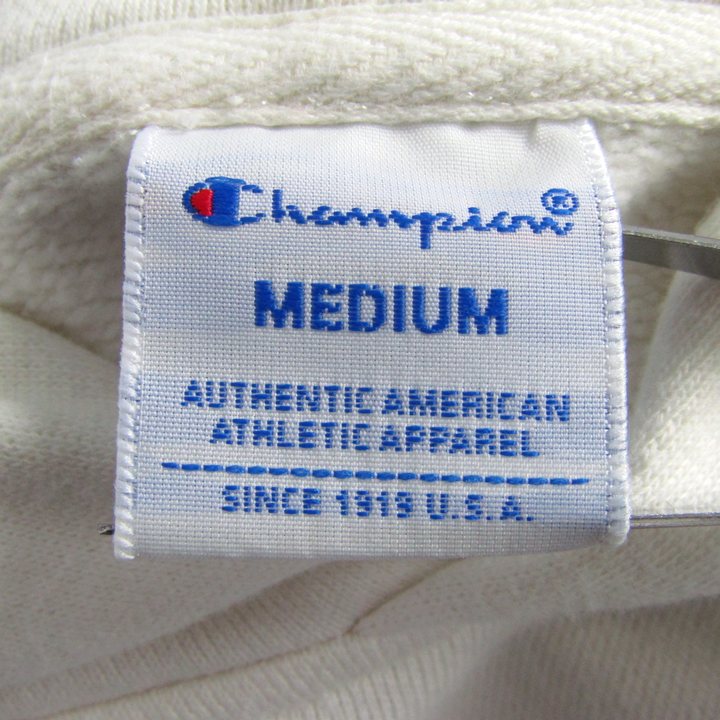 Champion®
MEDIUM
AUTHENTIC AMERICAN
ATHLETIC APPAREL
SINCE 1919 U.S.A.